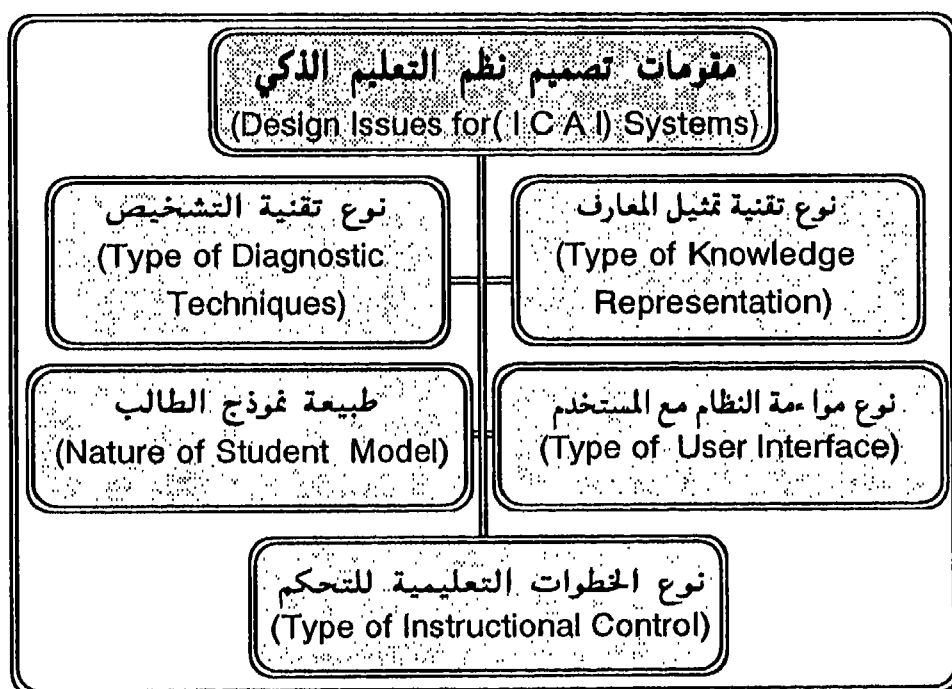 مقومات تصميم نظم التعليم الذكي
(Design Issues for( I C A I) Systems)
نوع تقنية تمثيل المعارف
(Type of Knowledge
Representation)
نوع تقنية التشخيص
(Type of Diagnostic
Techniques)
نوع مواءمة النظام مع المستخدم
(Type of User Interface)
طبيعة نموذج الطالب
(Nature of Student Model)
نوع الخطوات التعليمية للتحكم
(Type of Instructional Control)